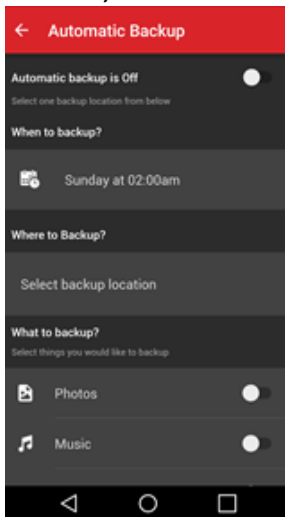 Automatic Backup
Automatic backup is Off
Select one backup location from below
When to backup?
Sunday at 02:00am
Where to Backup?
Select backup location
What to backup?
Select things you would like to backup
Photos
Music